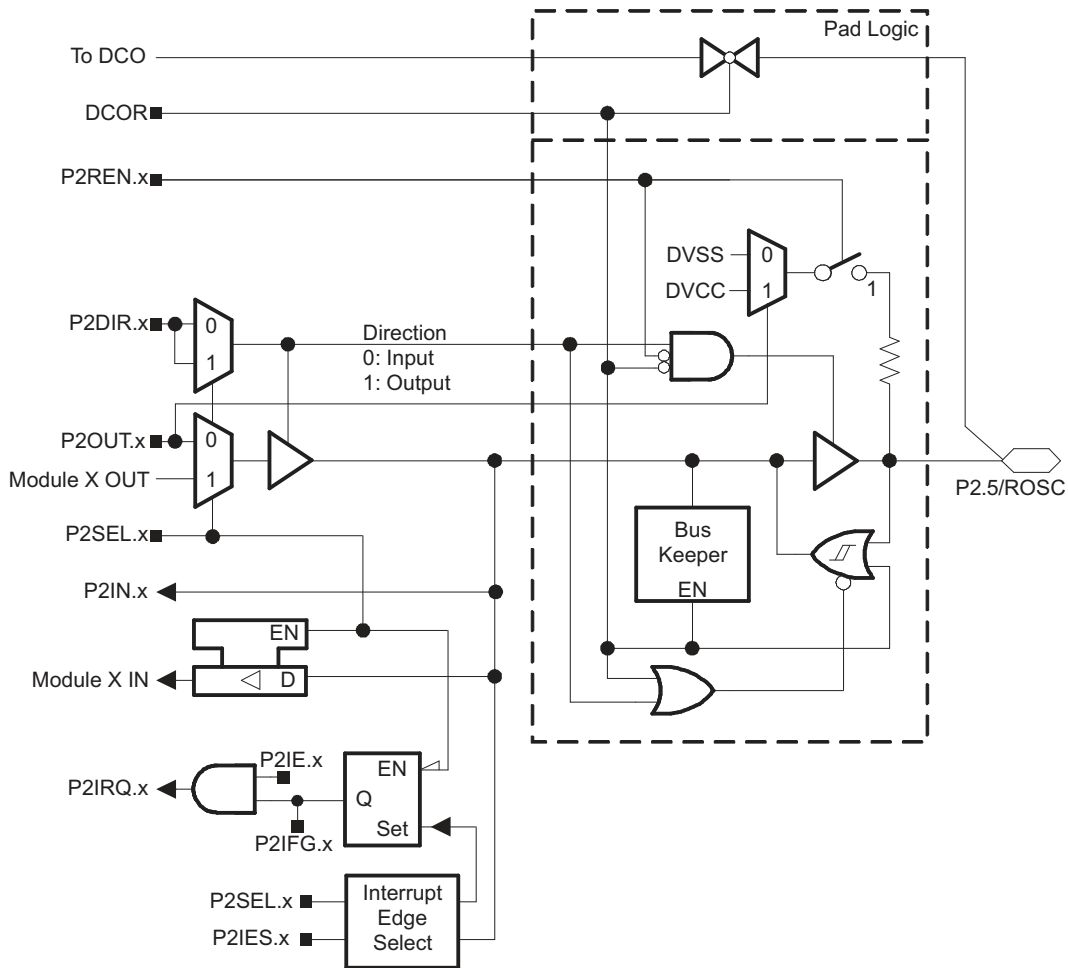 Pad Logic
To DCO
DCOR
P2REN.x
DVSS
0
DVCC
1
1
P2DIR.x
0
1
Direction
0: Input
1: Output
P2OUT.x
0
Module X OUT
1
P2.5/ROSC
P2SEL.x
Bus
Keeper
EN
P2IN.x
EN
Module X IN
D
P2IE.x
EN
P2IRQ.x
Q
Set
P2IFG.x
P2SEL.x
P2IES.x
Interrupt
Edge
Select